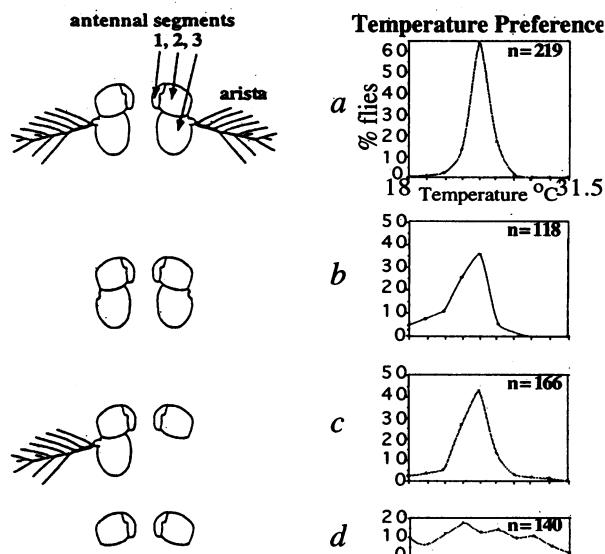 antennal segments
1, 2, 3
arista
Temperature Preference
a
n=219
% flies
60
50
40
30
20
10
0
18
Temperature °C
31.5
b
n=118
50
40
30
20
10
0
c
n=166
50
40
30
20
10
0
d
n=140
20
10
0